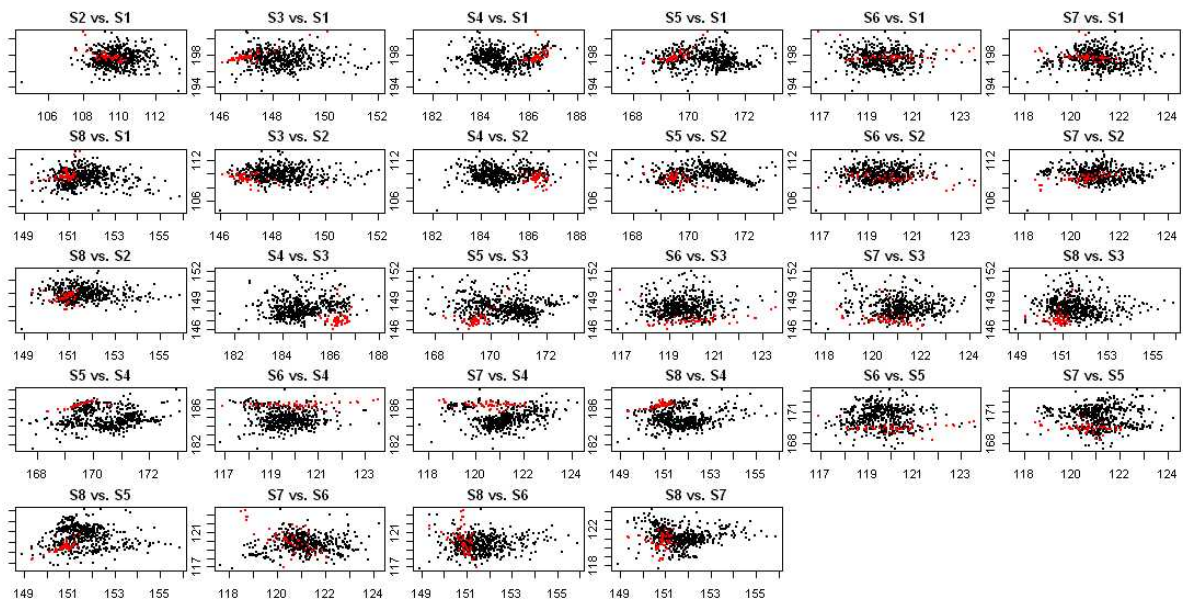 S2 vs. S1 S3 vs. S1 S4 vs. S1 S5 vs. S1 S6 vs. S1 S7 vs. S1
194 198 194 198 194 198 194 198 194 198 194 198
106 108 110 112 146 148 150 152 182 184 186 188 168 170 172 117 119 121 123 118 120 122 124
S8 vs. S1 S3 vs. S2 S4 vs. S2 S5 vs. S2 S6 vs. S2 S7 vs. S2
194 198 106 112 106 112 106 112 106 112 106 112
149 151 153 155 146 148 150 152 182 184 186 188 168 170 172 117 119 121 123 118 120 122 124
S8 vs. S2 S4 vs. S3 S5 vs. S3 S6 vs. S3 S7 vs. S3 S8 vs. S3
106 112 146 149 152 146 149 152 146 149 152 146 149 152 146 149 152
149 151 153 155 182 184 186 188 168 170 172 117 119 121 123 118 120 122 124 149 151 153 155
S5 vs. S4 S6 vs. S4 S7 vs. S4 S8 vs. S4 S6 vs. S5 S7 vs. S5
182 186 182 186 182 186 182 186 168 171 168 171
168 170 172 117 119 121 123 118 120 122 124 149 151 153 155 117 119 121 123 118 120 122 124
S8 vs. S5 S7 vs. S6 S8 vs. S6 S8 vs. S7
168 171 117 121 117 121 118 122
149 151 153 155 118 120 122 124 149 151 153 155 149 151 153 155